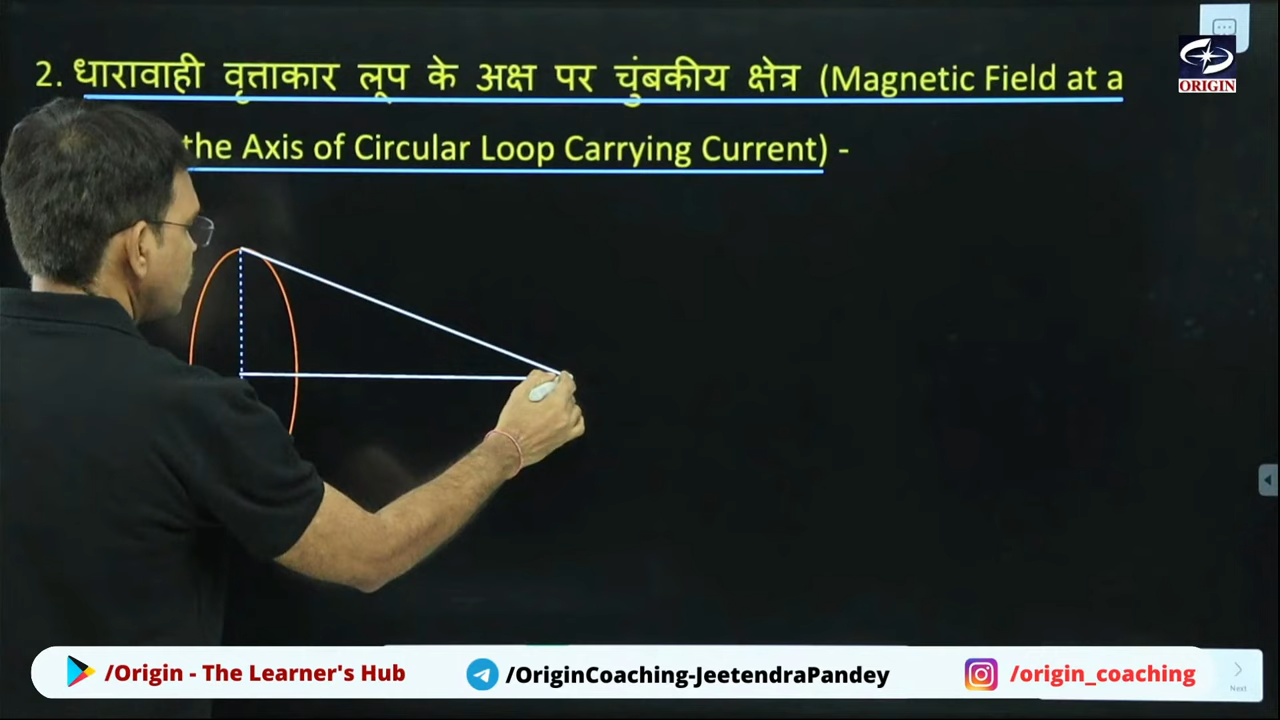 2. धारावाही वृत्ताकार लूप के अक्ष पर चुंबकीय क्षेत्र (Magnetic Field at a
the Axis of Circular Loop Carrying Current) -
ORIGIN
/Origin - The Learner's Hub
/OriginCoaching-JeetendraPandey
/origin_coaching
Next